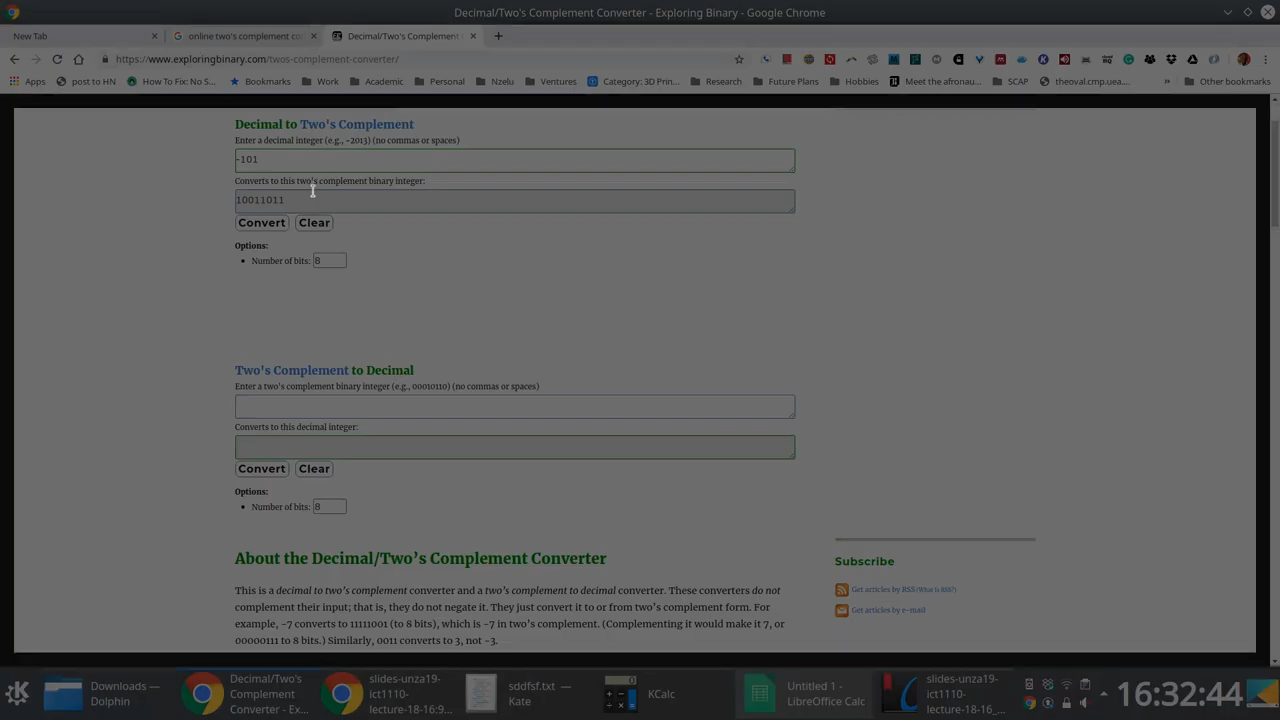 Decimal/Two's Complement Converter - Exploring Binary - Google Chrome
New Tab
online two's complement co
Decimal/Two's Complement
https://www.exploringbinary.com/twos-complement-converter/
Apps post to HN How To Fix: No S... Bookmarks Work Academic Personal Nzelu Ventures Category: 3D Prin... Research Future Plans Hobbies Meet the afronau... SCAP theoval.cmp.uea.... » Other bookmarks
Decimal to Two's Complement
Enter a decimal integer (e.g., -2013) (no commas or spaces)
-101
Converts to this two's complement binary integer:
10011011
Convert Clear
Options:
• Number of bits: 8
Two's Complement to Decimal
Enter a two's complement binary integer (e.g., 00010110) (no commas or spaces)
Converts to this decimal integer:
Convert Clear
Options:
• Number of bits: 8
About the Decimal/Two’s Complement Converter
This is a decimal to two’s complement converter and a two’s complement to decimal converter. These converters do not
complement their input; that is, they do not negate it. They just convert it to or from two’s complement form. For
example, -7 converts to 11111001 (to 8 bits), which is -7 in two’s complement. (Complementing it would make it 7, or
00000111 to 8 bits.) Similarly, 0011 converts to 3, not -3.
Subscribe
Get articles by RSS (What Is RSS?)
Get articles by e-mail
Downloads —
Dolphin
Decimal/Two's
Complement
Converter - Ex...
slides-unza19-
ict1110-
lecture-18-16:9...
sddfsf.txt —
Kate
KCalc
Untitled 1 -
LibreOffice Calc
slides-unza19-
ict1110-
lecture-18-16_...
16:32:44